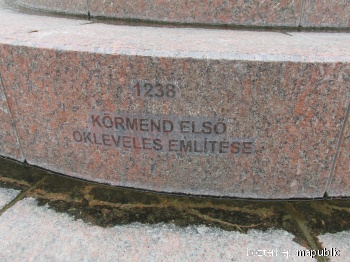 1238
KÖRMEND ELSŐ
OKLEVELES EMLÍTÉSE